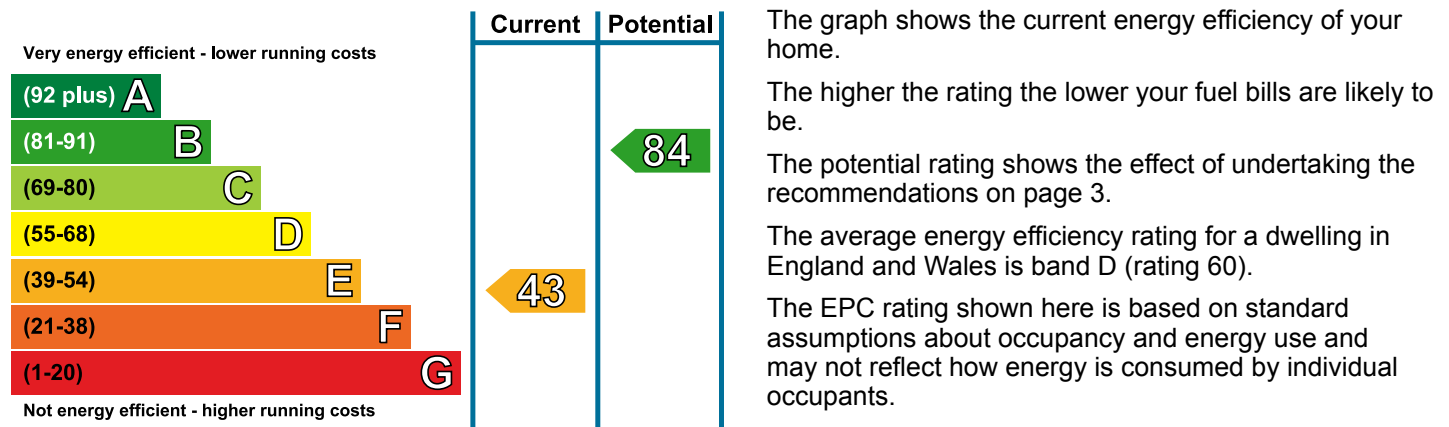 Current Potential
Very energy efficient - lower running costs
(92 plus) A
(81-91) B
84
(69-80) C
(55-68) D
(39-54) E
43
(21-38) F
(1-20) G
Not energy efficient - higher running costs
The graph shows the current energy efficiency of your
home.
The higher the rating the lower your fuel bills are likely to
be.
The potential rating shows the effect of undertaking the
recommendations on page 3.
The average energy efficiency rating for a dwelling in
England and Wales is band D (rating 60).
The EPC rating shown here is based on standard
assumptions about occupancy and energy use and
may not reflect how energy is consumed by individual
occupants.